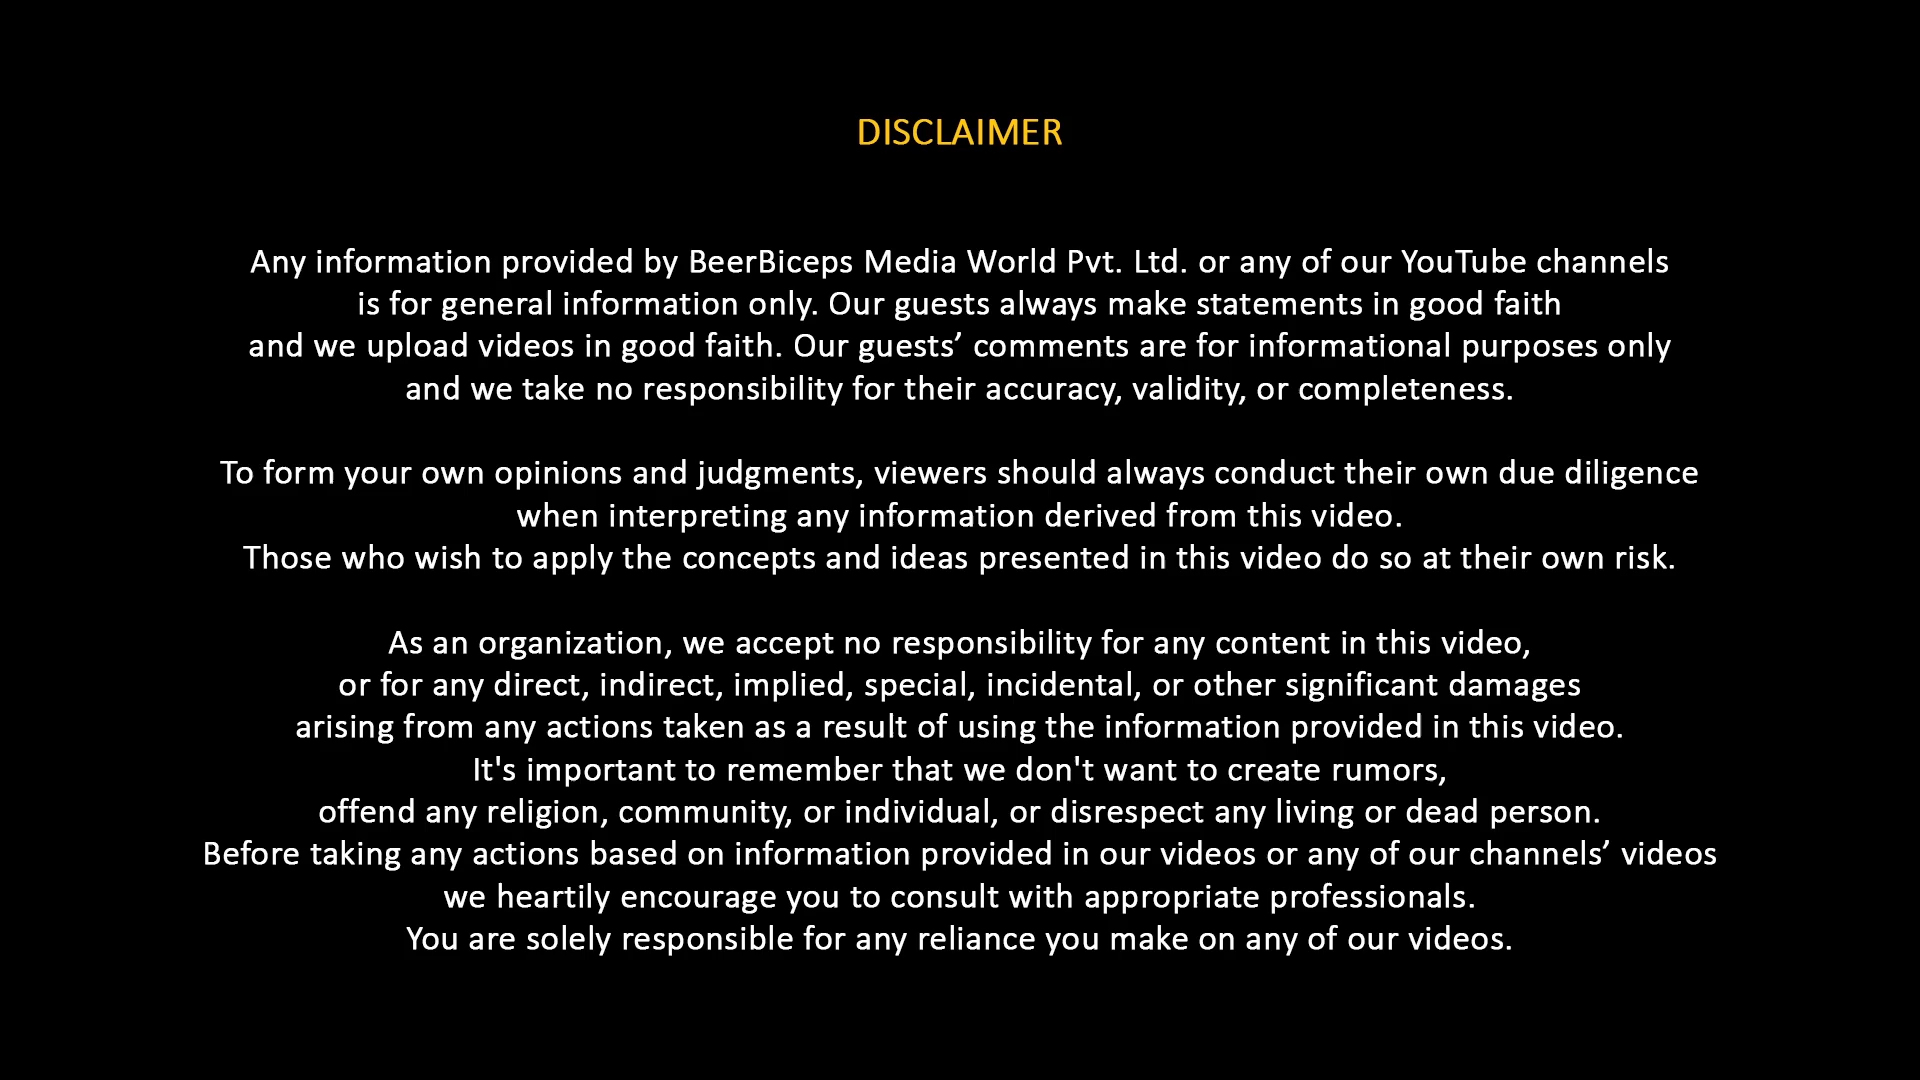 DISCLAIMER
Any information provided by BeerBiceps Media World Pvt. Ltd. or any of our YouTube channels
is for general information only. Our guests always make statements in good faith
and we upload videos in good faith. Our guests’ comments are for informational purposes only
and we take no responsibility for their accuracy, validity, or completeness.
To form your own opinions and judgments, viewers should always conduct their own due diligence
when interpreting any information derived from this video.
Those who wish to apply the concepts and ideas presented in this video do so at their own risk.
As an organization, we accept no responsibility for any content in this video,
or for any direct, indirect, implied, special, incidental, or other significant damages
arising from any actions taken as a result of using the information provided in this video.
It's important to remember that we don't want to create rumors,
offend any religion, community, or individual, or disrespect any living or dead person.
Before taking any actions based on information provided in our videos or any of our channels’ videos
we heartily encourage you to consult with appropriate professionals.
You are solely responsible for any reliance you make on any of our videos.